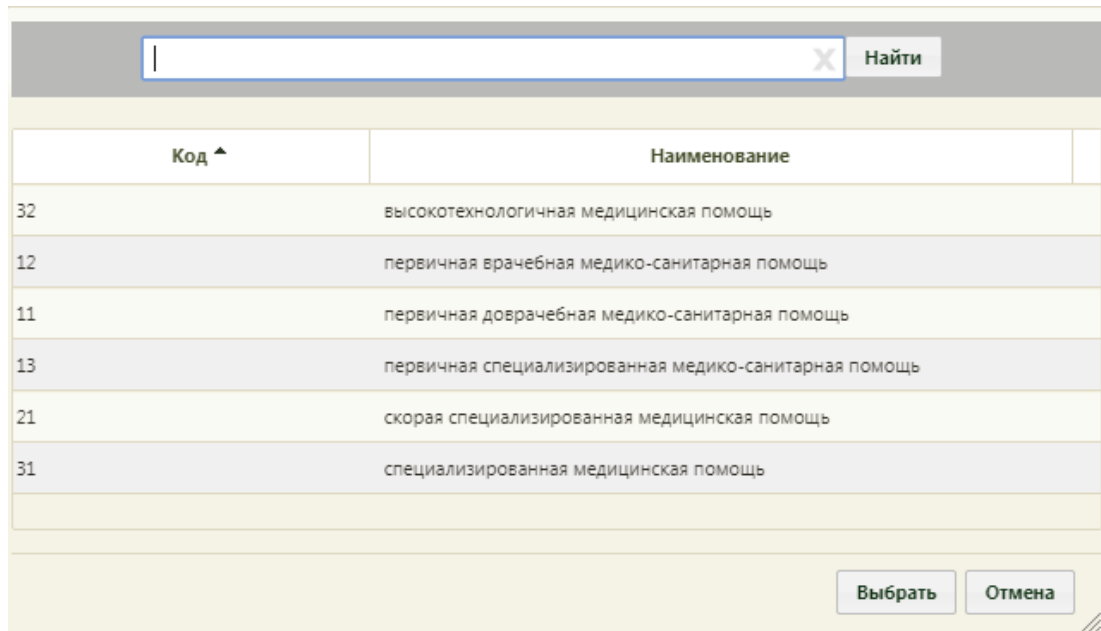 Найти
Код Наименование
32 высокотехнологичная медицинская помощь
12 первичная врачебная медико-санитарная помощь
11 первичная доврачебная медико-санитарная помощь
13 первичная специализированная медико-санитарная помощь
21 скорая специализированная медицинская помощь
31 специализированная медицинская помощь
Выбрать Отмена